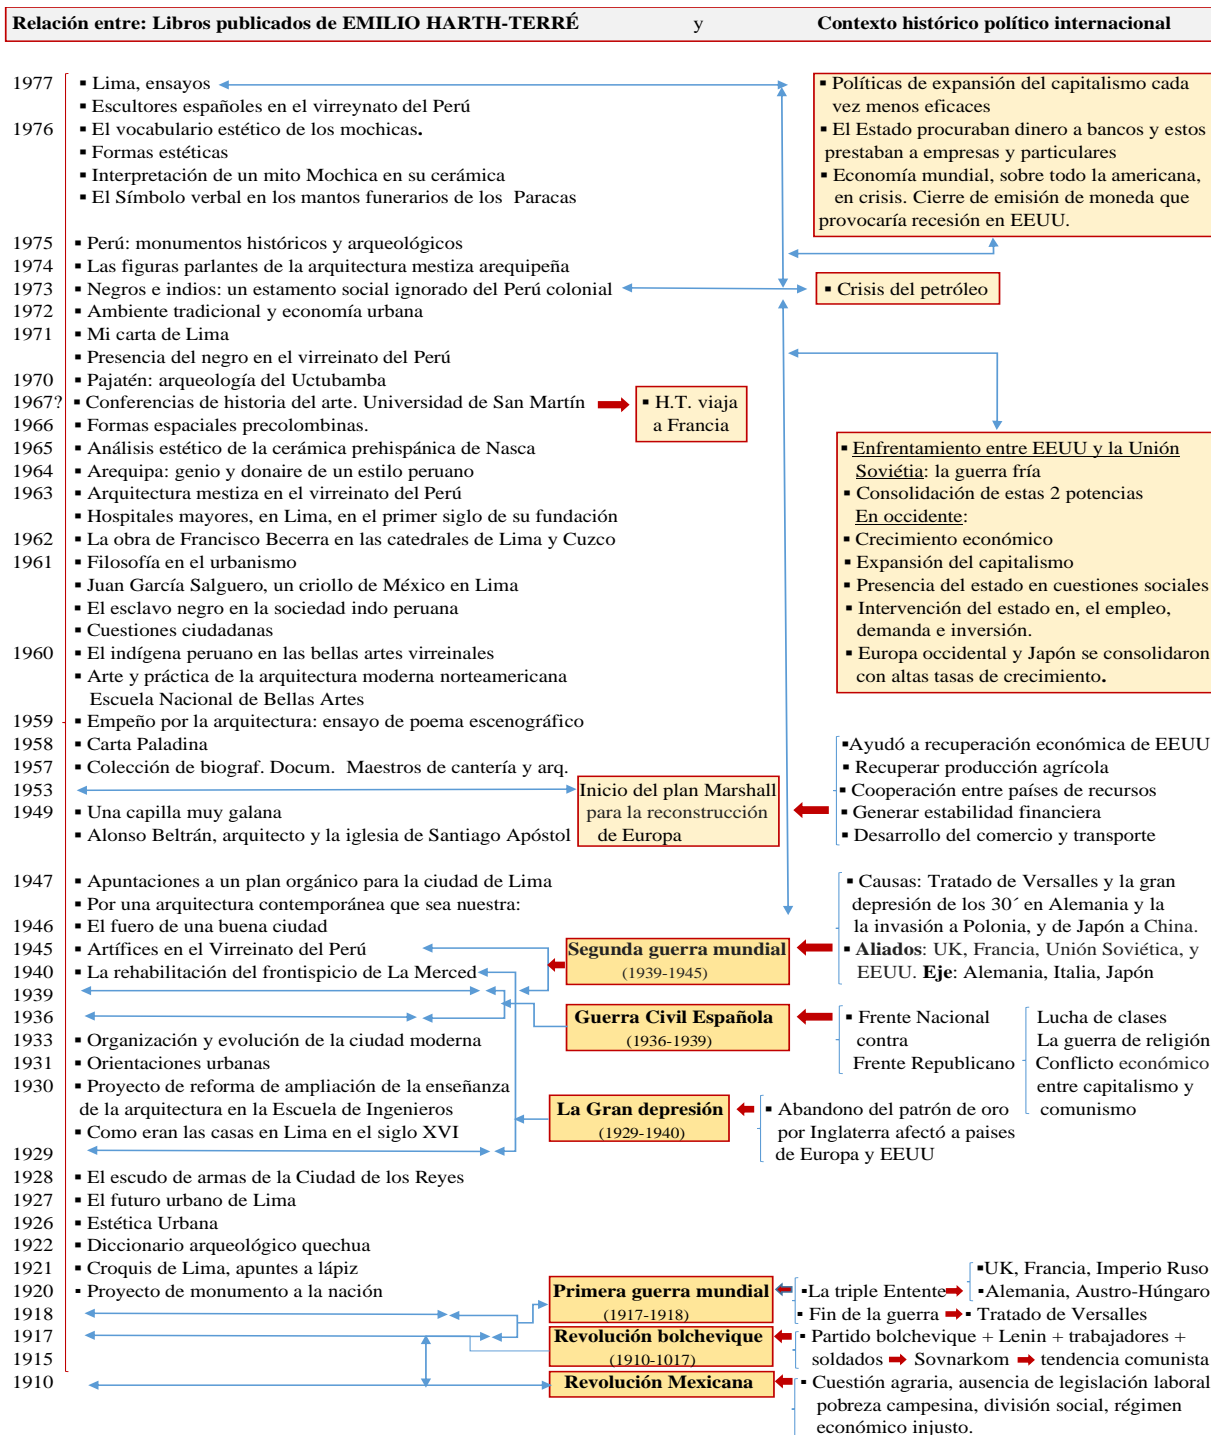 Relación entre: Libros publicados de EMILIO HARTH-TERRÉ y Contexto histórico político internacional
1977 ▪ Lima, ensayos
▪ Escultores españoles en el virreynato del Perú
1976 ▪ El vocabulario estético de los mochicas.
▪ Formas estéticas
▪ Interpretación de un mito Mochica en su cerámica
▪ El Símbolo verbal en los mantos funerarios de los Paracas
1975 ▪ Perú: monumentos históricos y arqueológicos
1974 ▪ Las figuras parlantes de la arquitectura mestiza arequipeña
1973 ▪ Negros e indios: un estamento social ignorado del Perú colonial
1972 ▪ Ambiente tradicional y economía urbana
1971 ▪ Mi carta de Lima
▪ Presencia del negro en el virreinato del Perú
1970 ▪ Pajatén: arqueología del Uctubamba
1967? ▪ Conferencias de historia del arte. Universidad de San Martín
1966 ▪ Formas espaciales precolombinas.
1965 ▪ Análisis estético de la cerámica prehispánica de Nasca
1964 ▪ Arequipa: genio y donaire de un estilo peruano
1963 ▪ Arquitectura mestiza en el virreinato del Perú
▪ Hospitales mayores, en Lima, en el primer siglo de su fundación
1962 ▪ La obra de Francisco Becerra en las catedrales de Lima y Cuzco
1961 ▪ Filosofía en el urbanismo
▪ Juan García Salguero, un criollo de México en Lima
▪ El esclavo negro en la sociedad indo peruana
▪ Cuestiones ciudadanas
1960 ▪ El indígena peruano en las bellas artes virreinales
▪ Arte y práctica de la arquitectura moderna norteamericana
Escuela Nacional de Bellas Artes
1959 ▪ Empeño por la arquitectura: ensayo de poema escenográfico
1958 ▪ Carta Paladina
1957 ▪ Colección de biograf. Docum. Maestros de cantería y arq.
1953
1949 ▪ Una capilla muy galana
▪ Alonso Beltrán, arquitecto y la iglesia de Santiago Apóstol
1947 ▪ Apuntaciones a un plan orgánico para la ciudad de Lima
▪ Por una arquitectura contemporánea que sea nuestra:
1946 ▪ El fuero de una buena ciudad
1945 ▪ Artífices en el Virreinato del Perú
1940 ▪ La rehabilitación del frontispicio de La Merced
1939
1936
1933 ▪ Organización y evolución de la ciudad moderna
1931 ▪ Orientaciones urbanas
1930 ▪ Proyecto de reforma de ampliación de la enseñanza
de la arquitectura en la Escuela de Ingenieros
▪ Como eran las casas en Lima en el siglo XVI
1929
1928 ▪ El escudo de armas de la Ciudad de los Reyes
1927 ▪ El futuro urbano de Lima
1926 ▪ Estética Urbana
1922 ▪ Diccionario arqueológico quechua
1921 ▪ Croquis de Lima, apuntes a lápiz
1920 ▪ Proyecto de monumento a la nación
1918
1917
1915
1910
▪ H.T. viaja
a Francia
Inicio del plan Marshall
para la reconstrucción
de Europa
Segunda guerra mundial
(1939-1945)
Guerra Civil Española
(1936-1939)
La Gran depresión
(1929-1940)
Primera guerra mundial
(1917-1918)
Revolución bolchevique
(1910-1017)
Revolución Mexicana
▪ Políticas de expansión del capitalismo cada
vez menos eficaces
▪ El Estado procuraban dinero a bancos y estos
prestaban a empresas y particulares
▪ Economía mundial, sobre todo la americana,
en crisis. Cierre de emisión de moneda que
provocaría recesión en EEUU.
▪ Crisis del petróleo
▪ Enfrentamiento entre EEUU y la Unión
Soviétia: la guerra fría
▪ Consolidación de estas 2 potencias
En occidente:
▪ Crecimiento económico
▪ Expansión del capitalismo
▪ Presencia del estado en cuestiones sociales
▪ Intervención del estado en, el empleo,
demanda e inversión.
▪ Europa occidental y Japón se consolidaron
con altas tasas de crecimiento.
▪Ayudó a recuperación económica de EEUU
▪ Recuperar producción agrícola
▪ Cooperación entre países de recursos
▪ Generar estabilidad financiera
▪ Desarrollo del comercio y transporte
▪ Causas: Tratado de Versalles y la gran
depresión de los 30´ en Alemania y la
la invasión a Polonia, y de Japón a China.
▪ Aliados: UK, Francia, Unión Soviética, y
EEUU. Eje: Alemania, Italia, Japón
▪ Frente Nacional
contra
Frente Republicano
Lucha de clases
La guerra de religión
Conflicto económico
entre capitalismo y
comunismo
▪ Abandono del patrón de oro
por Inglaterra afectó a paises
de Europa y EEUU
▪La triple Entente
▪UK, Francia, Imperio Ruso
▪Alemania, Austro-Húngaro
▪ Fin de la guerra ▪ Tratado de Versalles
▪ Partido bolchevique + Lenin + trabajadores +
soldados Sovnarkom tendencia comunista
▪ Cuestión agraria, ausencia de legislación laboral
pobreza campesina, división social, régimen
económico injusto.